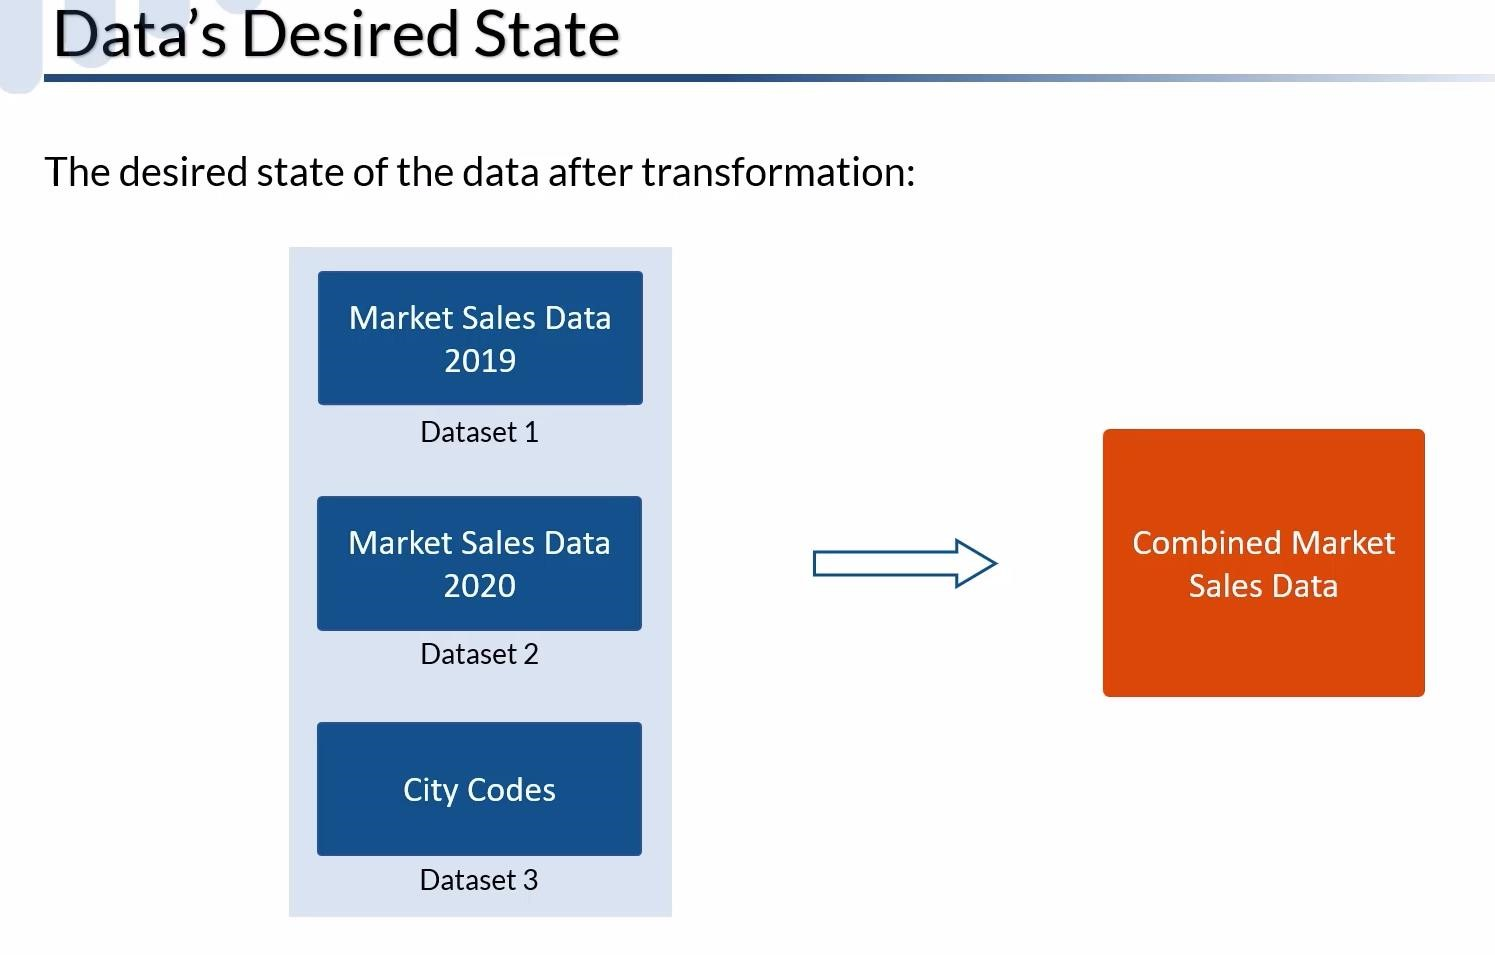 Data's Desired State
The desired state of the data after transformation:
Market Sales Data
2019
Dataset 1
Market Sales Data
2020
Dataset 2
City Codes
Dataset 3
Combined Market
Sales Data